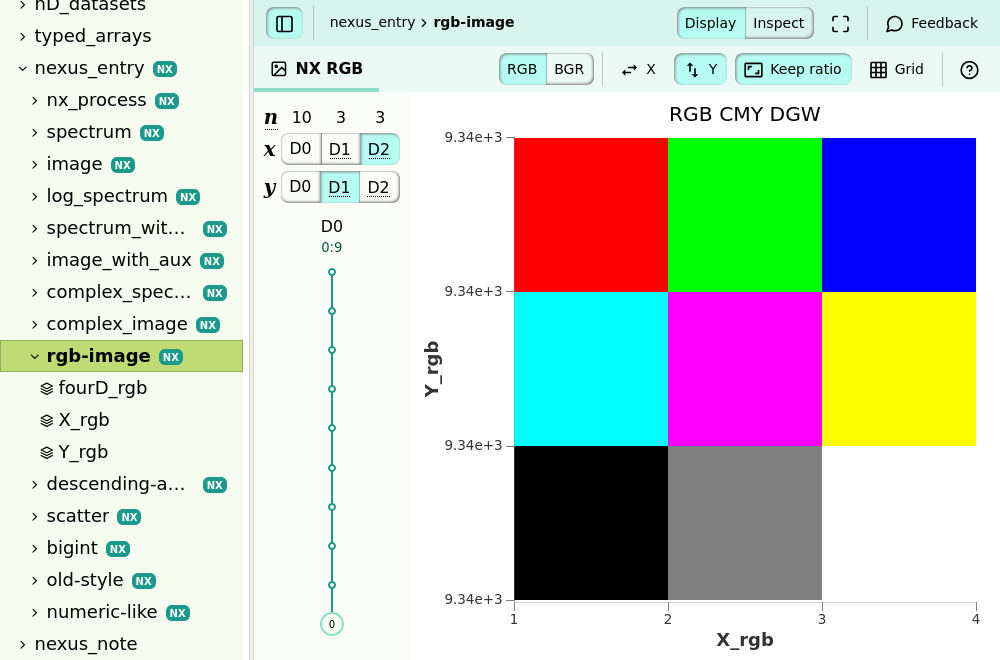 nD_datasets
typed_arrays
nexus_entry NX
nx_process NX
spectrum NX
image NX
log_spectrum NX
spectrum_wit... NX
image_with_aux NX
complex_spec... NX
complex_image NX
rgb-image NX
fourD_rgb
X_rgb
Y_rgb
descending-a... NX
scatter NX
bigint NX
old-style NX
numeric-like NX
nexus_note
nexus_entry › rgb-image
Display Inspect
Feedback
NX RGB
RGB BGR
X
Y
Keep ratio
Grid
n 10 3 3
x D0 D1 D2
y D0 D1 D2
D0
0:9
0
RGB CMY DGW
9.34e+3
9.34e+3
9.34e+3
9.34e+3
Y_rgb
1 2 3 4
X_rgb